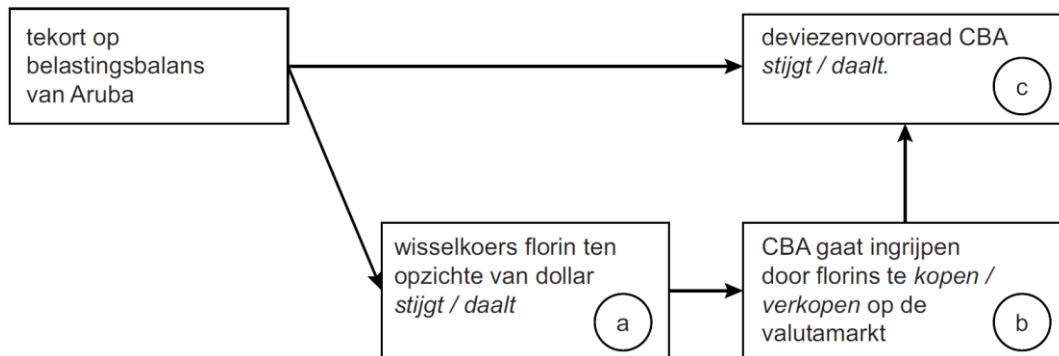 tekort op
belastingsbalans
van Aruba
deviezenvoorraad CBA
stijgt / daalt.
c
wisselkoers florin ten
opzichte van dollar
stijgt / daalt
a
CBA gaat ingrijpen
door florins te kopen /
verkopen op de
valutamarkt
b